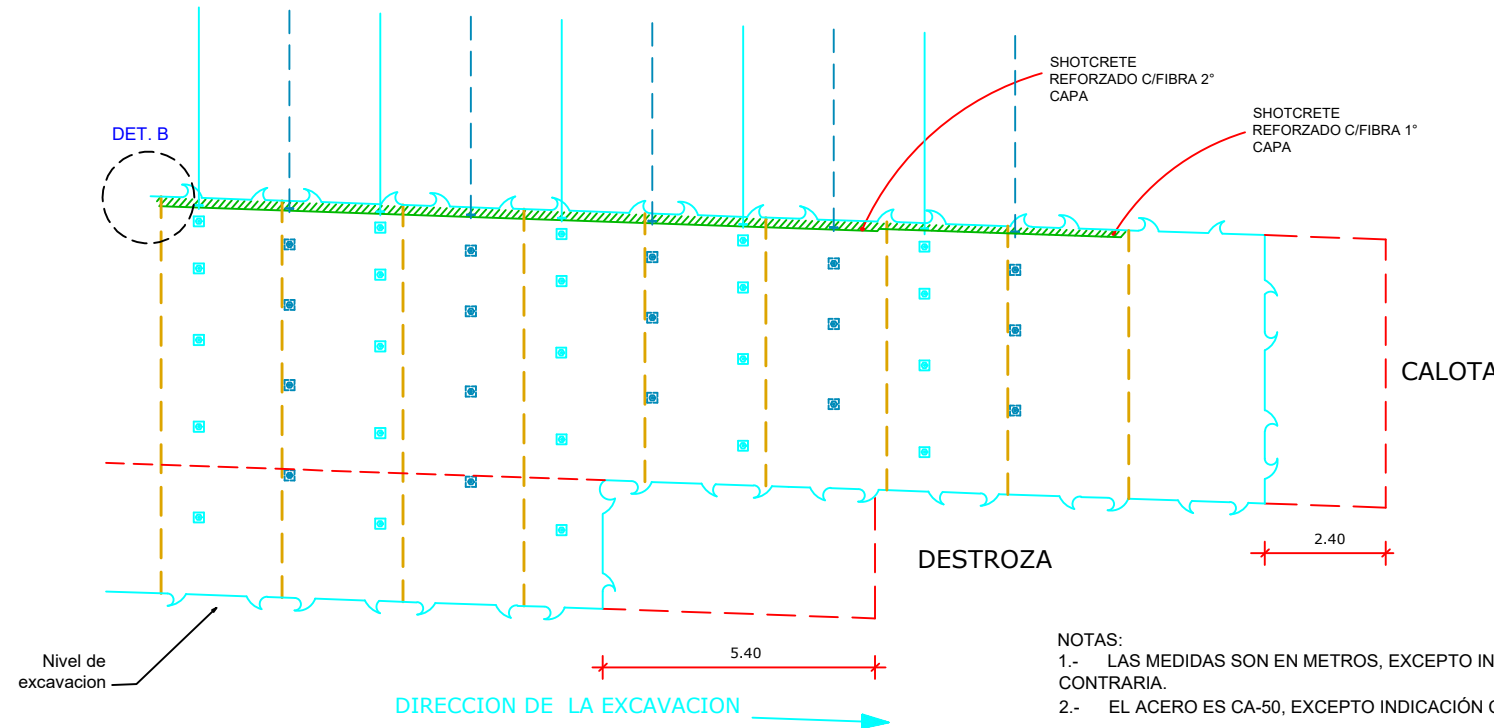 SHOTCRETE
REFORZADO C/FIBRA 2°
CAPA
SHOTCRETE
REFORZADO C/FIBRA 1°
CAPA
DET. B
CALOTA
2.40
DESTROZA
5.40
Nivel de
excavacion
DIRECCION DE LA EXCAVACION
NOTAS:
1.- LAS MEDIDAS SON EN METROS, EXCEPTO
CONTRARIA.
2.- EL ACERO ES CA-50, EXCEPTO INDICACIÓN